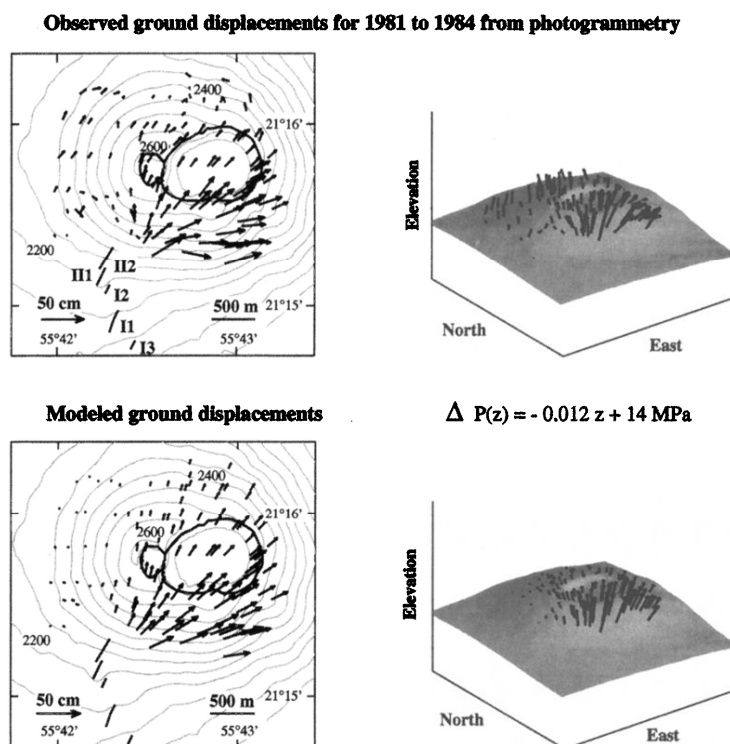 Observed ground displacements for 1981 to 1984 from photogrammetry
2400
21°16'
2600
2200
II1
II2
I2
21°15'
50 cm
I1
500 m
55°42'
I3
55°43'
Elevation
North
East
Modeled ground displacements
Δ P(z) = - 0.012 z + 14 MPa
2400
21°16'
2600
2200
21°15'
50 cm
500 m
55°42'
55°43'
Elevation
North
East